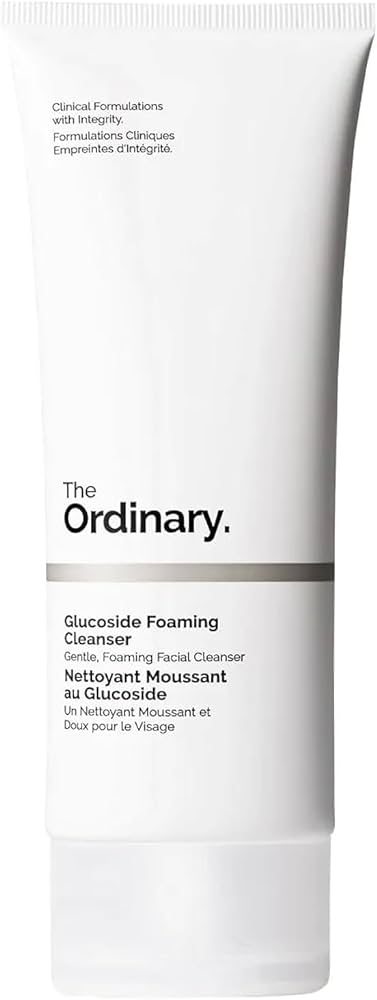 Clinical Formulations
with Integrity.
Formulations Cliniques
Empreintes d'Intégrité.
The
Ordinary.
Glucoside Foaming
Cleanser
Gentle, Foaming Facial Cleanser
Nettoyant Moussant
au Glucoside
Un Nettoyant Moussant et
Doux pour le Visage